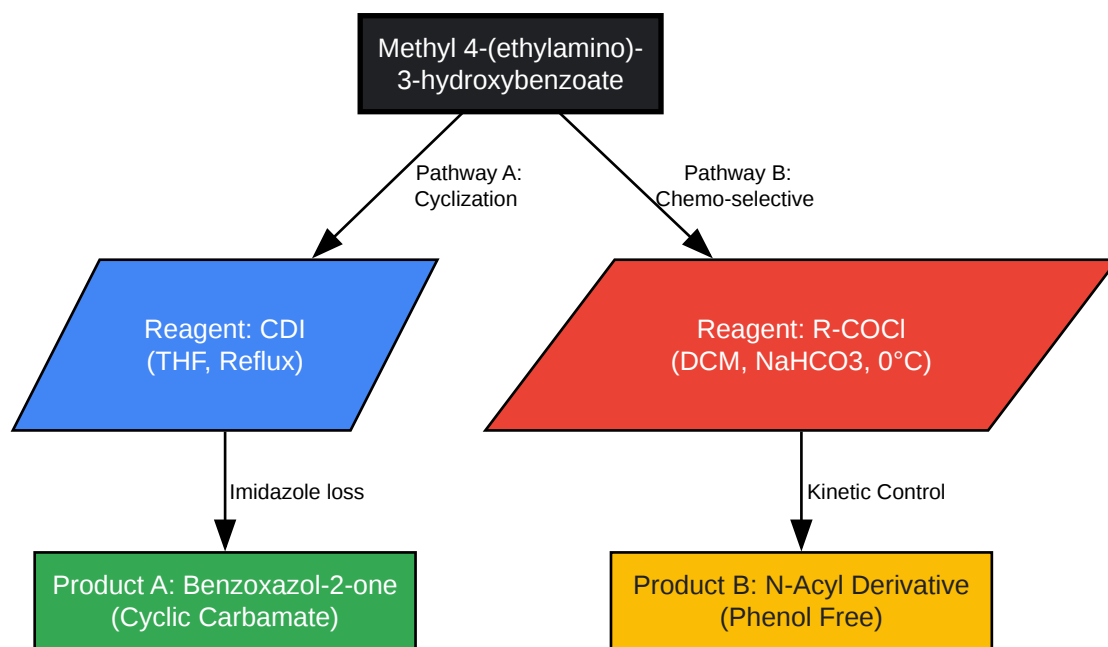 Methyl 4-(ethylamino)-
3-hydroxybenzoate
Pathway A:
Cyclization
Pathway B:
Chemo-selective
Reagent: CDI
(THF, Reflux)
Reagent: R-COCl
(DCM, NaHCO3, 0°C)
Imidazole loss
Kinetic Control
Product A: Benzoxazol-2-one
(Cyclic Carbamate)
Product B: N-Acyl Derivative
(Phenol Free)